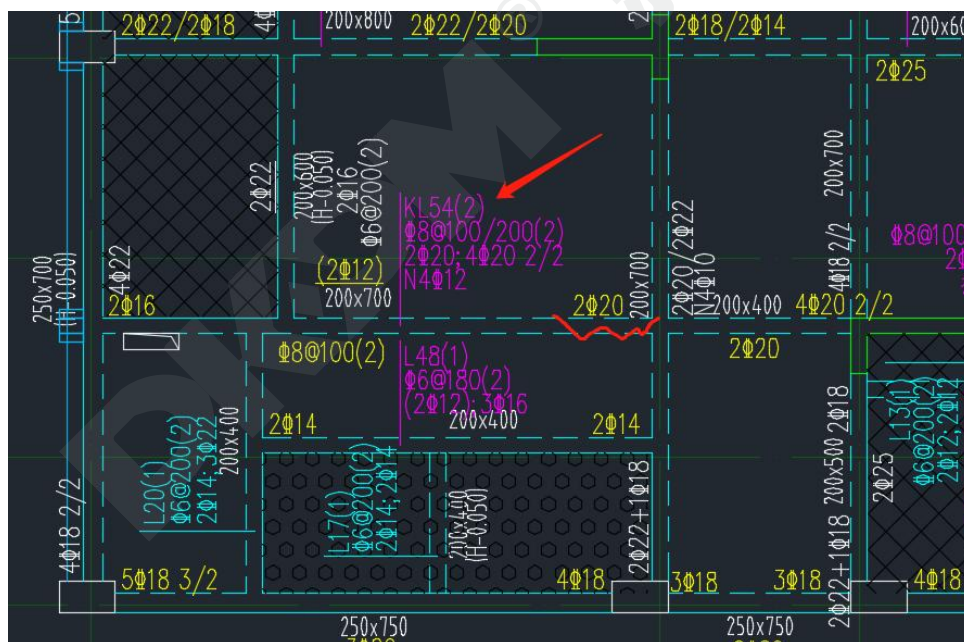 2Φ22/2Φ18
200x800
2Φ22/2Φ20
2Φ18/2Φ14
200x60
2Φ25
2Φ22
200x600
(H-0.050)
2Φ16
Φ6@200(2)
KL54(2)
Φ8@100/200(2)
2Φ20;4Φ20 2/2
N4Φ12
(2Φ12)
200x700
2Φ20
200x700
2Φ20/2Φ22
N4Φ10
200x400
200x700
4Φ18 2/2
4Φ20 2/2
Φ8@100
250x700
(H-0.050)
4Φ22
2Φ16
Φ8@100(2)
L48(1)
Φ6@180(2)
(2Φ12);3Φ16
200x400
2Φ14
2Φ14
2Φ20
L20(1)
Φ6@200(2)
2Φ14;3Φ22
200x400
L17(1)
Φ6@200(2)
2Φ14;2Φ14
200x400
(H-0.050)
2Φ22+1Φ18
200x500
2Φ18
2Φ22+1Φ18
2Φ25
L13(1)
Φ6@200(2)
2Φ12;2Φ12
4Φ18 2/2
5Φ18 3/2
4Φ18
3Φ18
3Φ18
4Φ18
250x750
250x750
DKKM
®